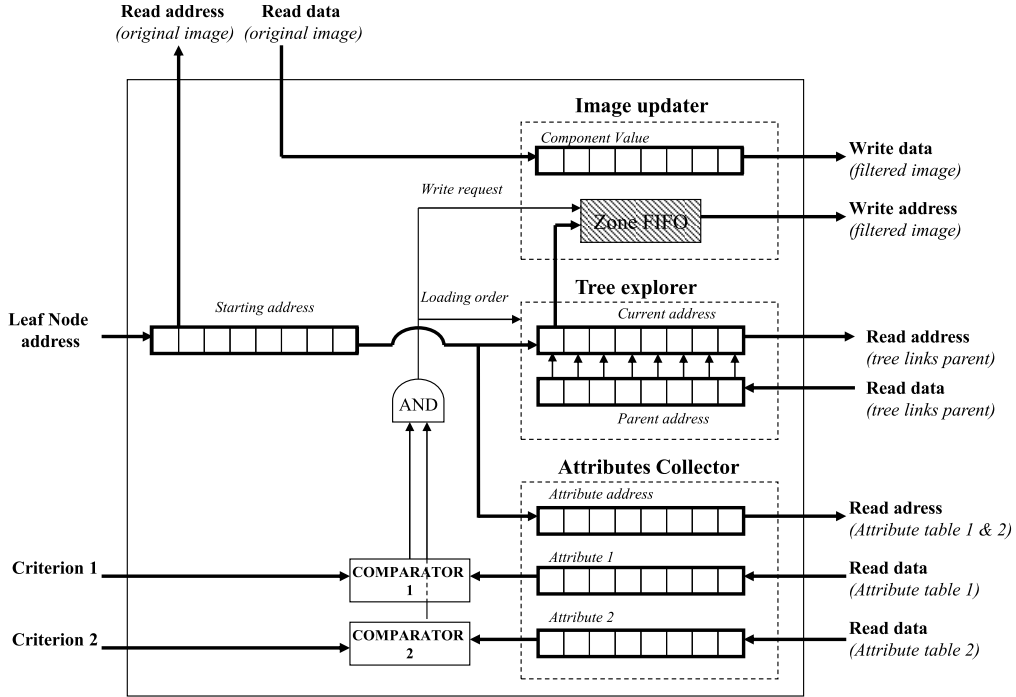 Read address
(original image)
Read data
(original image)
Image updater
Component Value
Write data
(filtered image)
Write request
Zone FIFO
Write address
(filtered image)
Tree explorer
Loading order
Starting address
Current address
Leaf Node
address
Read address
(tree links parent)
Read data
(tree links parent)
AND
Parent address
Attributes Collector
Attribute address
Read adress
(Attribute table 1 & 2)
Attribute 1
Criterion 1
COMPARATOR
1
Read data
(Attribute table 1)
Attribute 2
Criterion 2
COMPARATOR
2
Read data
(Attribute table 2)